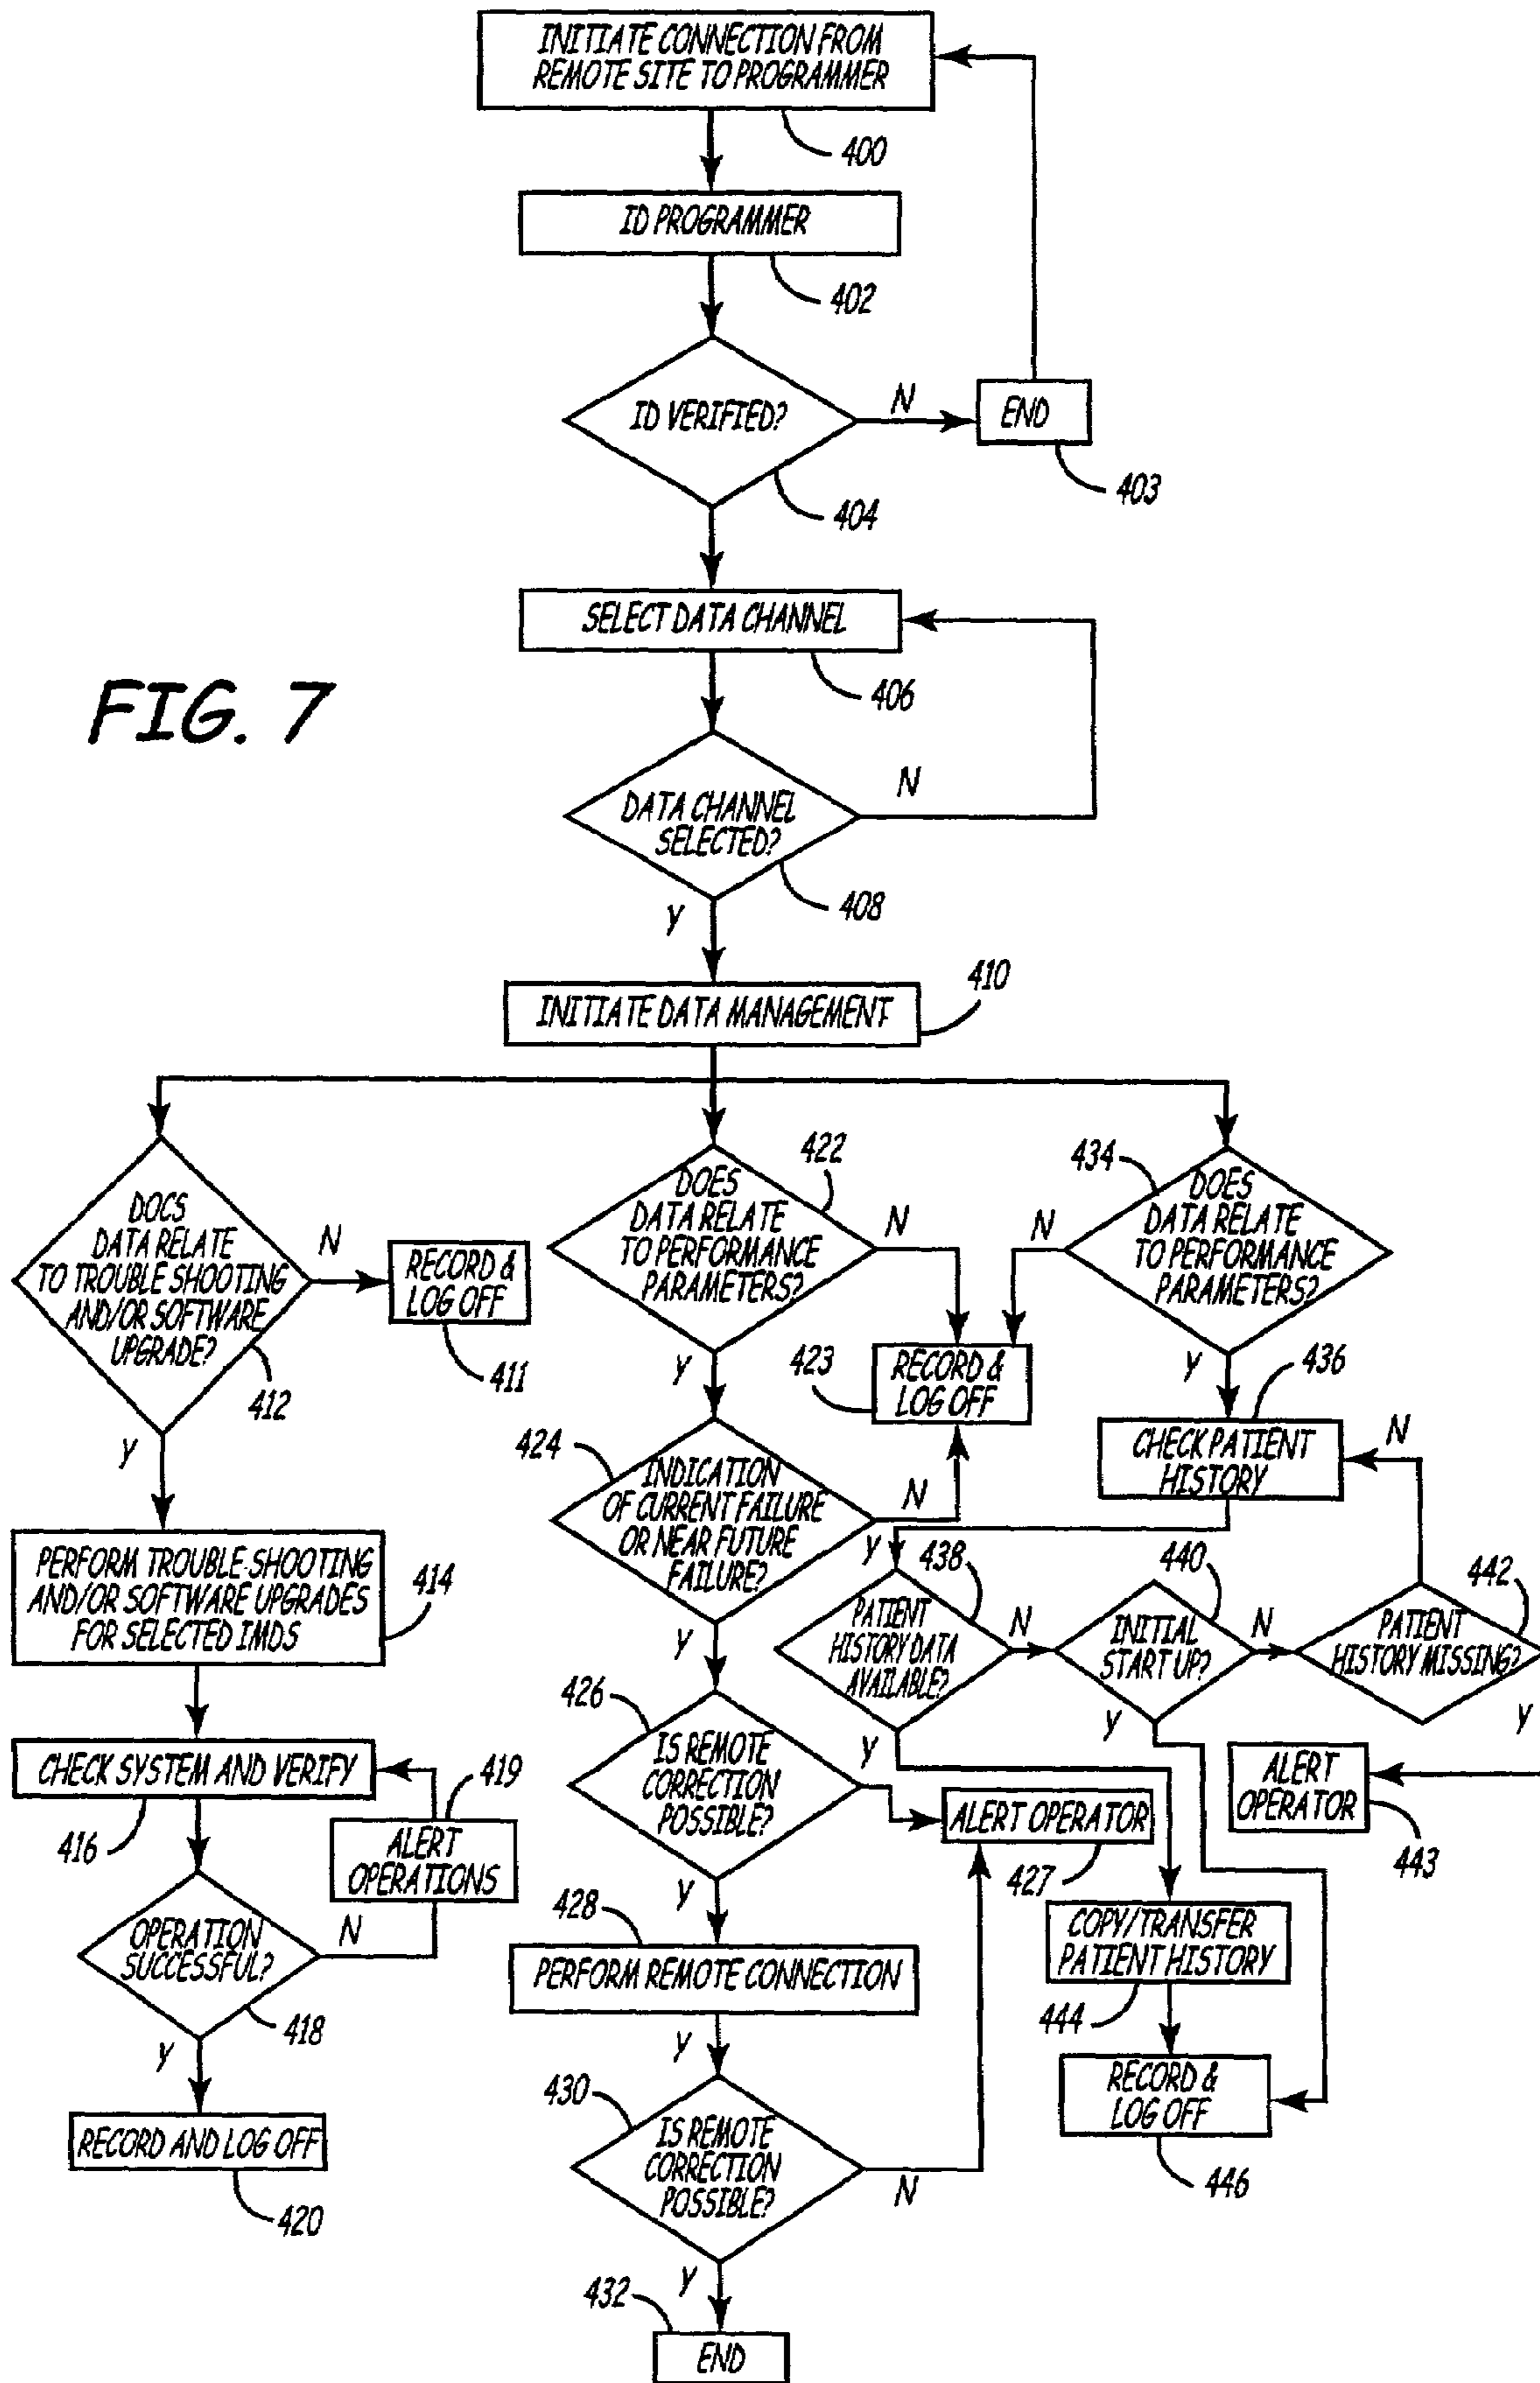 INITIATE CONNECTION FROM
REMOTE SITE TO PROGRAMMER
400
ID PROGRAMMER
402
ID VERIFIED?
N
END
403
404
SELECT DATA CHANNEL
406
FIG. 7
DATA CHANNEL
SELECTED?
N
408
Y
INITIATE DATA MANAGEMENT
410
DOCS
DATA RELATE
TO TROUBLE SHOOTING
AND/OR SOFTWARE
UPGRADE?
412
N
RECORD &
LOG OFF
411
Y
PERFORM TROUBLE-SHOOTING
AND/OR SOFTWARE UPGRADES
FOR SELECTED IMDS
414
CHECK SYSTEM AND VERIFY
416
419
ALERT
OPERATIONS
OPERATION
SUCCESSFUL?
N
418
Y
RECORD AND LOG OFF
420
422
DOES
DATA RELATE
TO PERFORMANCE
PARAMETERS?
N
Y
423
RECORD &
LOG OFF
424
INDICATION
OF CURRENT FAILURE
OR NEAR FUTURE
FAILURE?
N
Y
426
IS REMOTE
CORRECTION
POSSIBLE?
Y
ALERT OPERATOR
427
Y
428
PERFORM REMOTE CONNECTION
Y
430
IS REMOTE
CORRECTION
POSSIBLE?
N
Y
432
END
434
DOES
DATA RELATE
TO PERFORMANCE
PARAMETERS?
N
Y
436
CHECK PATIENT
HISTORY
N
Y
438
PATIENT
HISTORY DATA
AVAILABLE?
N
440
INITIAL
START UP?
N
442
PATIENT
HISTORY MISSING?
Y
Y
ALERT
OPERATOR
443
COPY/TRANSFER
PATIENT HISTORY
444
RECORD &
LOG OFF
446